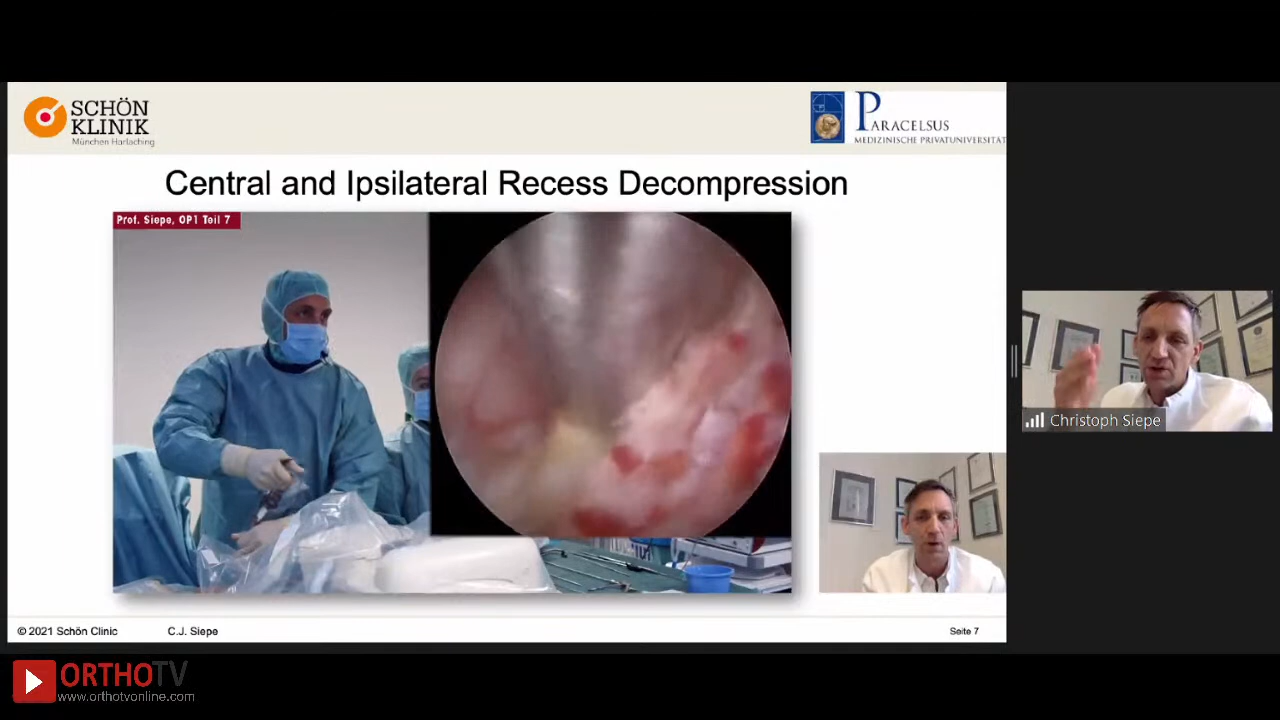 SCHÖN
KLINIK
München Harlaching
PARACELSUS
MEDIZINISCHE PRIVATUNIVERSITÄT
Central and Ipsilateral Recess Decompression
Prof. Siepe, OP1 Teil 7
Christoph Siepe
© 2021 Schön Clinic
C.J. Siepe
Seite 7
ORTHOTV
www.orthotvonline.com